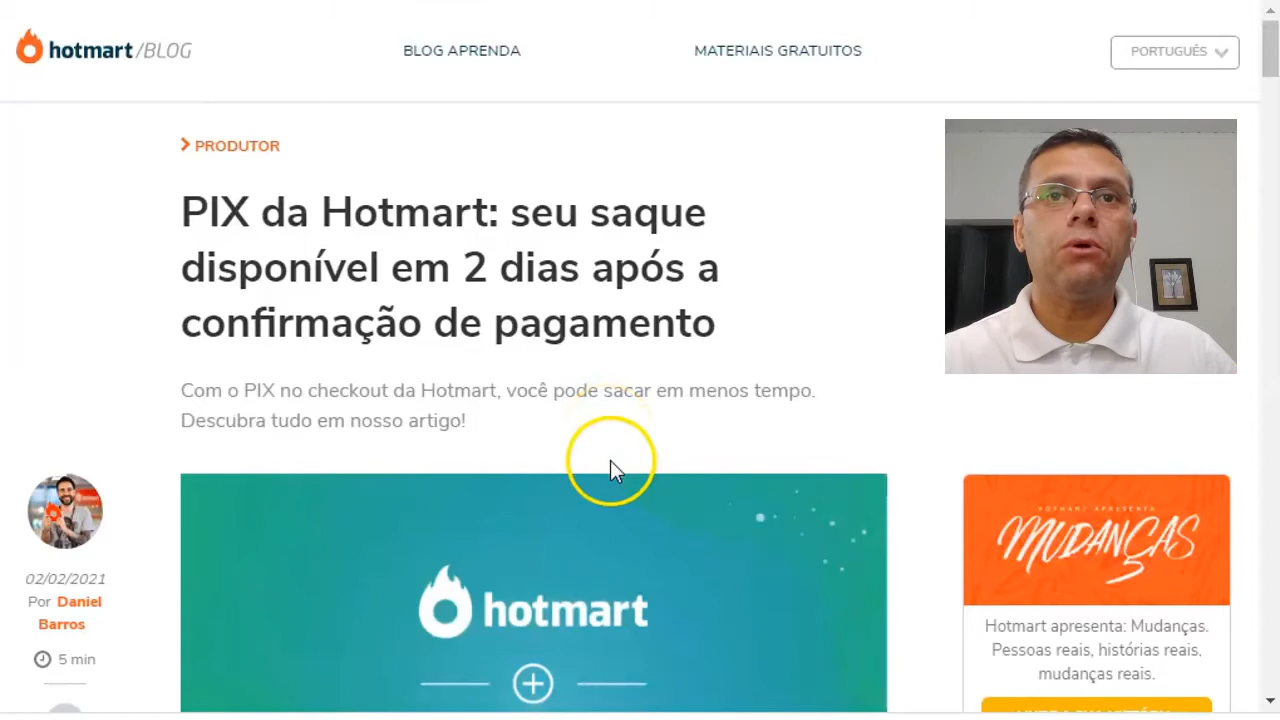 hotmart /BLOG
BLOG APRENDA
MATERIAIS GRATUITOS
PORTUGUÊS
PRODUTOR
PIX da Hotmart: seu saque
disponível em 2 dias após a
confirmação de pagamento
Com o PIX no checkout da Hotmart, você pode sacar em menos tempo.
Descubra tudo em nosso artigo!
02/02/2021
Por Daniel
Barros
5 min
hotmart
HOTMART APRESENTA
MUDANÇAS
Hotmart apresenta: Mudanças.
Pessoas reais, histórias reais,
mudanças reais.